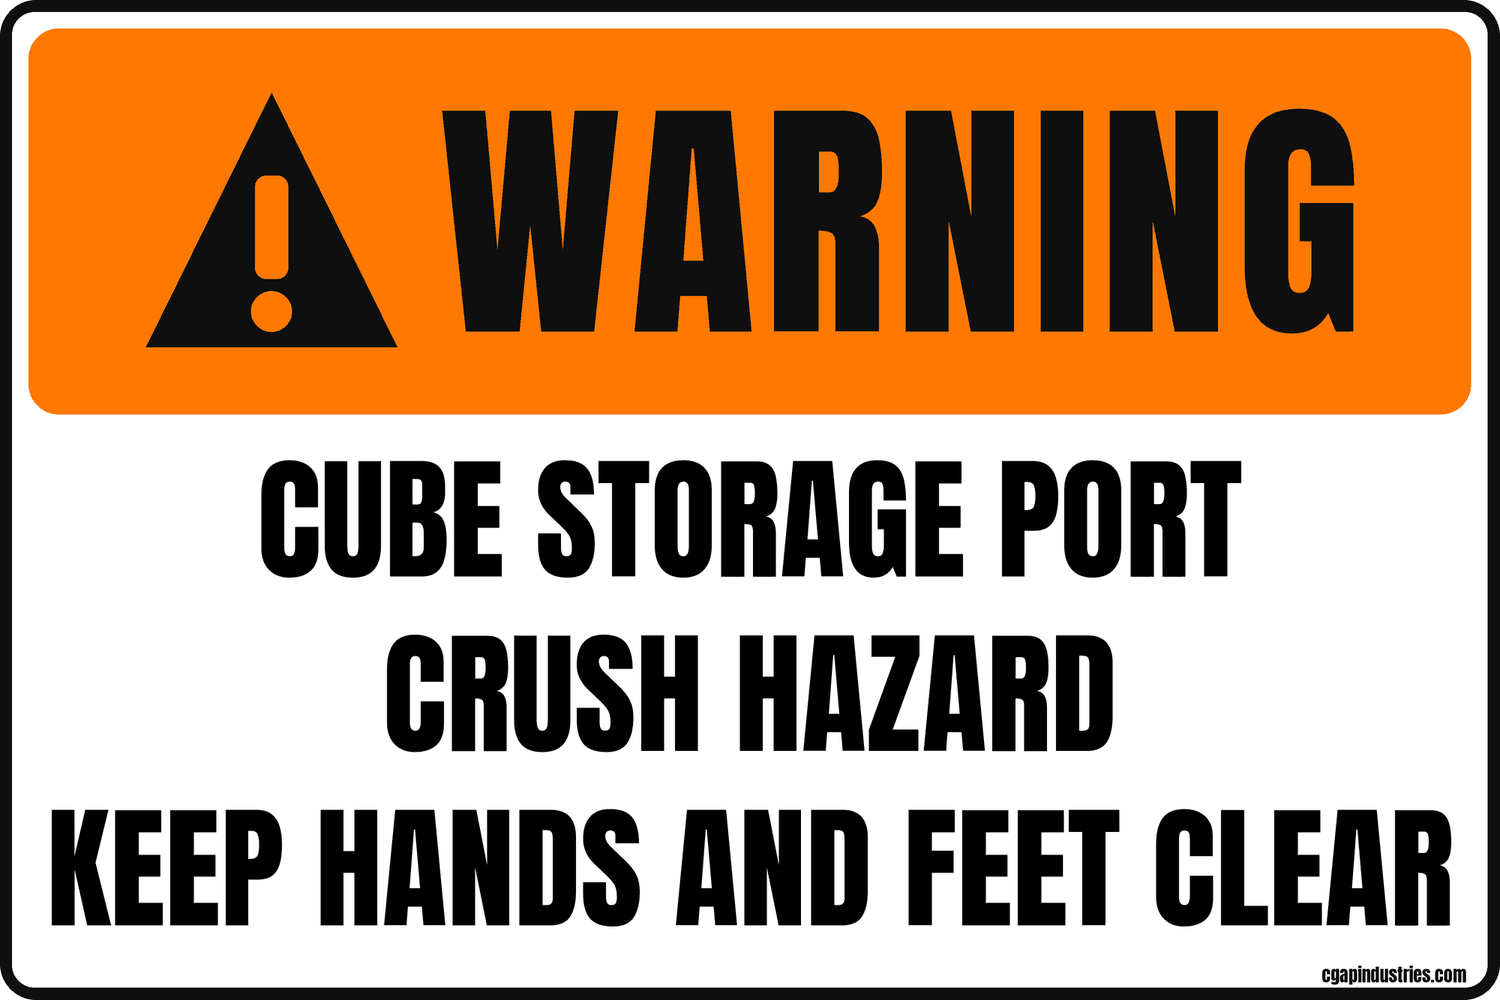 WARNING
CUBE STORAGE PORT
CRUSH HAZARD
KEEP HANDS AND FEET CLEAR
cgapindustries.com